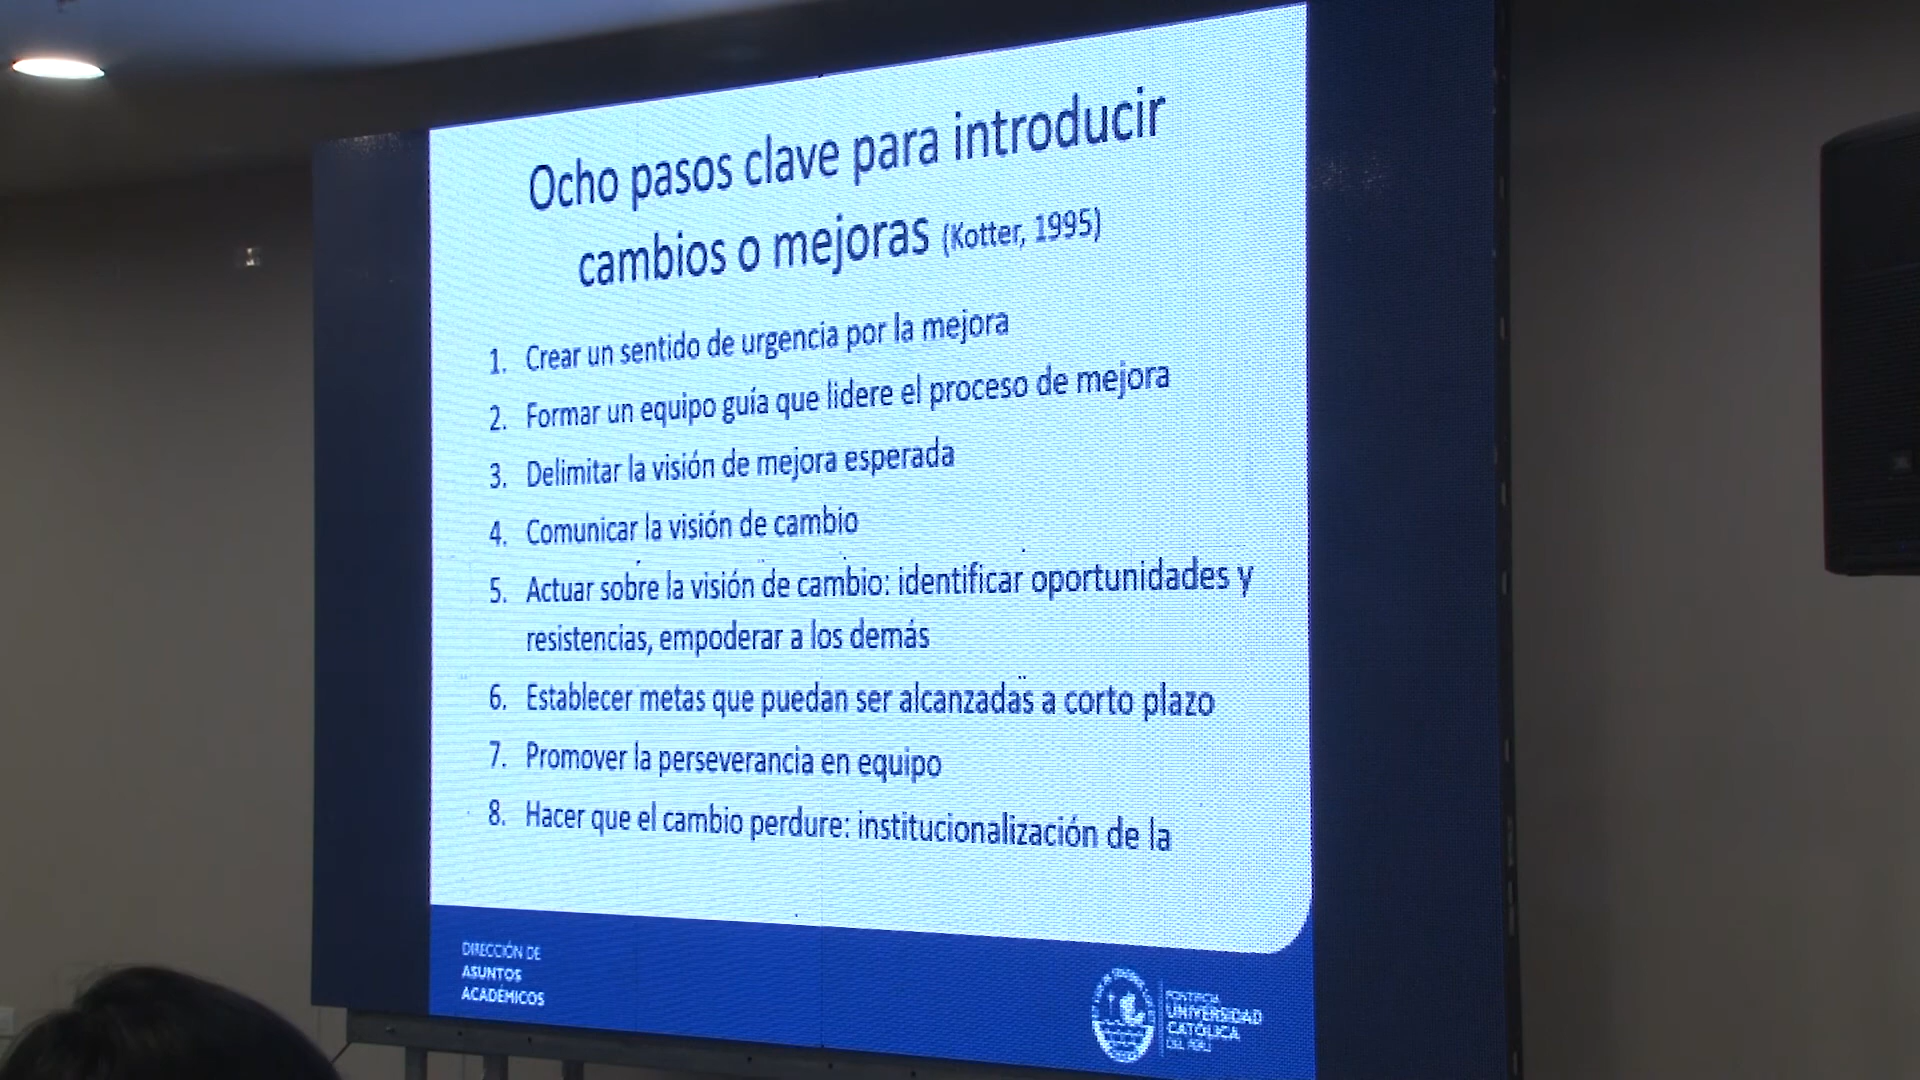 Ocho pasos clave para introducir
cambios o mejoras (Kotter, 1995)
1. Crear un sentido de urgencia por la mejora
2. Formar un equipo guía que lidere el proceso de mejora
3. Delimitar la visión de mejora esperada
4. Comunicar la visión de cambio
5. Actuar sobre la visión de cambio: identificar oportunidades y
resistencias, empoderar a los demás
6. Establecer metas que puedan ser alcanzadas a corto plazo
7. Promover la perseverancia en equipo
8. Hacer que el cambio perdure: institucionalización de la
DIRECCIÓN DE
ASUNTOS
ACADÉMICOS
PONTIFICIA
UNIVERSIDAD
CATÓLICA
DEL PERÚ